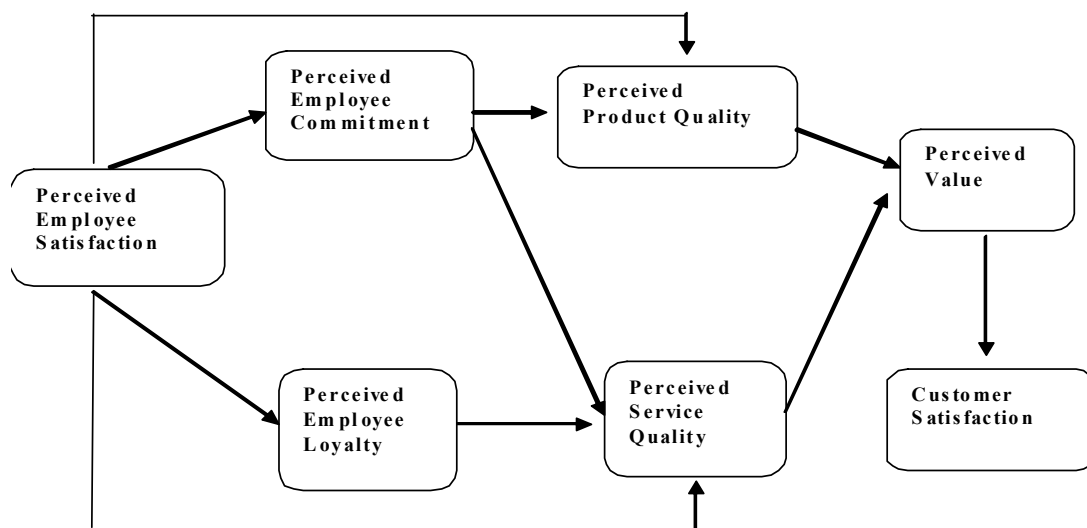 Perceived
Employee
Commitment
Perceived
Product Quality
Perceived
Value
Perceived
Employee
Satisfaction
Perceived
Employee
Loyalty
Perceived
Service
Quality
Customer
Satisfaction